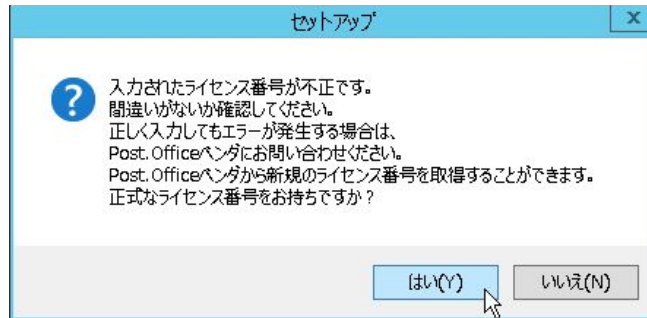 セットアップ
x
入力されたライセンス番号が不正です。
間違いがないか確認してください。
正しく入力してもエラーが発生する場合は、
Post.Officeベンダにお問い合わせください。
Post.Officeベンダから新規のライセンス番号を取得することができます。
正式なライセンス番号をお持ちですか?
はい(Y) いいえ(N)